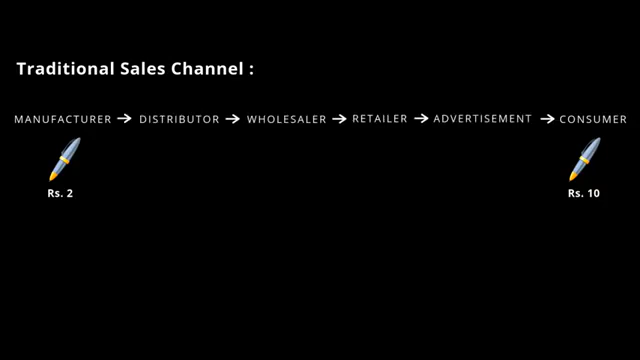 Traditional Sales Channel :
MANUFACTURER → DISTRIBUTOR → WHOLESALER → RETAILER → ADVERTISEMENT → CONSUMER
Rs. 2 Rs. 10